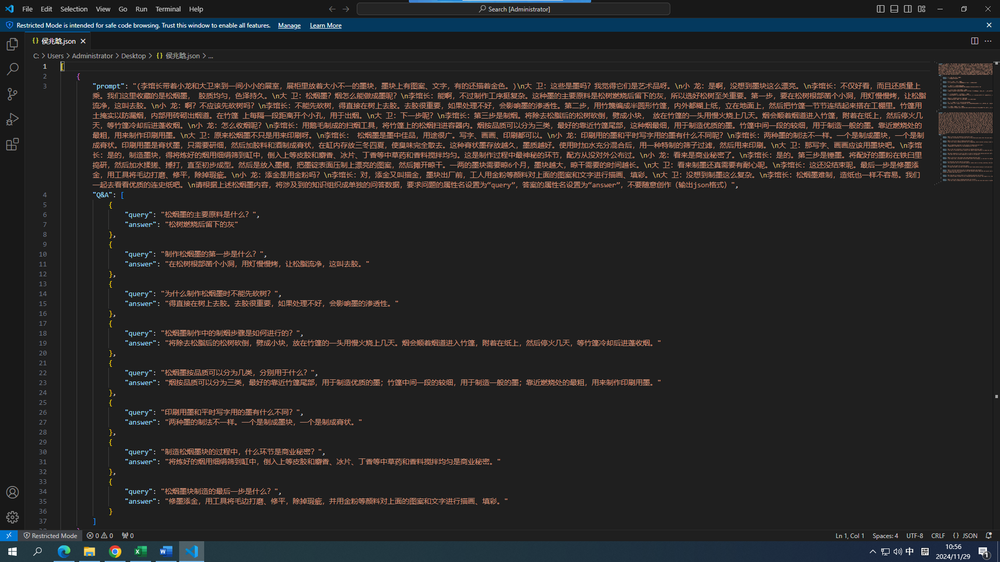 File Edit Selection View Go Run Terminal Help
Search [Administrator]
Restricted Mode is intended for safe code browsing. Trust this window to enable all features. Manage Learn More
{} 侯兆晗.json
C: > Users > Administrator > Desktop > {} 侯兆晗.json > ...
1 [
2 {
3 "prompt": "(李馆长带着小龙和大卫来到一间小小的展室，展柜里放着大小不一的墨块，墨块上有图案、文字，有的还描着金色。)\n大 卫：这些是墨吗？我觉得它们是艺术品呀。\n小 龙：是啊，没想到墨块这么漂亮。\n李馆长：不仅好看，而且还质量上
乘。我们这里收藏的是松烟墨， 胶质均匀，色泽持久。\n大 卫：松烟墨？烟怎么能做成墨呢？\n李馆长：能啊，不过制作工序挺复杂。这种墨的主要原料是松树燃烧后留下的灰，所以选好松树至关重要。第一步，要在松树根部凿个小洞，用灯慢慢烤，让松脂
流净，这叫去胶。\n小 龙：啊？不应该先砍树吗？\n李馆长：不能先砍树，得直接在树上去胶。去胶很重要，如果处理不好，会影响墨的渗透性。第二步，用竹篾编成半圆形竹篷，内外都糊上纸，立在地面上，然后把竹篷一节节连结起来搭在工棚里。竹篷用
土掩实以防漏烟，内部用砖砌出烟道。在竹篷 上每隔一段距离开个小孔，用于出烟。\n大 卫：下一步呢？\n李馆长：第三步是制烟。将除去松脂后的松树砍倒，劈成小块， 放在竹篷的一头用慢火烧上几天。烟会顺着烟道进入竹篷，附着在纸上，然后停火几
天，等竹篷冷却后进蓬收烟。\n小 龙：怎么收烟呢？\n李馆长：用鹅毛制成的扫烟工具，将竹篷上的松烟扫进容器内。烟按品质可以分为三类，最好的靠近竹篷尾部，这种烟最细，用于制造优质的墨。竹篷中间一段的较细，用于制造一般的墨。靠近燃烧处的
最粗，用来制作印刷用墨。\n大 卫：原来松烟墨不只是用来印刷呀。\n李馆长： 松烟墨是墨中佳品，用途很广。写字、画画、印刷都可以。\n小 龙：印刷用的墨和平时写字用的墨有什么不同呢？\n李馆长：两种墨的制法不一样。一个是制成墨块，一个是制
成膏状。印刷用墨是膏状墨，只需要研细，然后加胶料和酒制成膏状，在缸内存放三冬四夏，使臭味完全散去。这种膏状墨存放越久，墨质越好。使用时加水充分混合后，用一种特制的筛子过滤，然后用来印刷。\n大 卫：那写字、画画应该用墨块吧。\n李馆
长：是的，制造墨块，得将炼好的烟用细绢筛到缸中，倒入上等皮胶和麝香、冰片、丁香等中草药和香料搅拌均匀。这是制作过程中最神秘的环节，配方从没对外公布过。\n小 龙：看来是商业秘密了。\n李馆长：是的。第三步是锤墨。将配好的墨粉在铁臼里
捣研，然后加水揉搓、捶打，直至初步成型。然后是放入墨模，把墨锭表面压制上漂亮的图案，然后摊开晾干。一两的墨块需要晾6个月，墨块越大，晾干需要的时间越长。\n大 卫：看来制墨还真需要有耐心呢。\n李馆长：这还没结束呢。最后一步是修墨添
金，用工具将毛边打磨、修平，除掉瑕疵。\n小 龙：添金是用金粉吗？\n李馆长：对，添金又叫描金，墨块出厂前，工人用金粉等颜料对上面的图案和文字进行描画、填彩。\n大 卫：没想到制墨这么复杂。\n李馆长：松烟墨难制，造纸也一样不容易。我们
一起去看看优质的连史纸吧。\n请根据上述松烟墨内容，将涉及到的知识组织成单独的问答数据，要求问题的属性名设置为“query”，答案的属性名设置为“answer”，不要随意创作（输出json格式）",
4 "Q&A": [
5 {
6 "query": "松烟墨的主要原料是什么？",
7 "answer": "松树燃烧后留下的灰"
8 },
9 {
10 "query": "制作松烟墨的第一步是什么？",
11 "answer": "在松树根部凿个小洞，用灯慢慢烤，让松脂流净，这叫去胶。"
12 },
13 {
14 "query": "为什么制作松烟墨时不能先砍树？",
15 "answer": "得直接在树上去胶。去胶很重要，如果处理不好，会影响墨的渗透性。"
16 },
17 {
18 "query": "松烟墨制作中的制烟步骤是如何进行的？",
19 "answer": "将除去松脂后的松树砍倒，劈成小块，放在竹篷的一头用慢火烧上几天。烟会顺着烟道进入竹篷，附着在纸上，然后停火几天，等竹篷冷却后进蓬收烟。"
20 },
21 {
22 "query": "松烟墨按品质可以分为几类，分别用于什么？",
23 "answer": "烟按品质可以分为三类，最好的靠近竹篷尾部，用于制造优质的墨；竹篷中间一段的较细，用于制造一般的墨；靠近燃烧处的最粗，用来制作印刷用墨。"
24 },
25 {
26 "query": "印刷用墨和平时写字用的墨有什么不同？",
27 "answer": "两种墨的制法不一样。一个是制成墨块，一个是制成膏状。"
28 },
29 {
30 "query": "制造松烟墨块的过程中，什么环节是商业秘密？",
31 "answer": "将炼好的烟用细绢筛到缸中，倒入上等皮胶和麝香、冰片、丁香等中草药和香料搅拌均匀是商业秘密。"
32 },
33 {
34 "query": "松烟墨块制造的最后一步是什么？",
35 "answer": "修墨添金，用工具将毛边打磨、修平，除掉瑕疵，并用金粉等颜料对上面的图案和文字进行描画、填彩。"
36 }
37 ]
Restricted Mode 0 0 0 Ln 1, Col 1 Spaces: 4 UTF-8 CRLF {} JSON
中 拼 10:56
2024/11/29 1